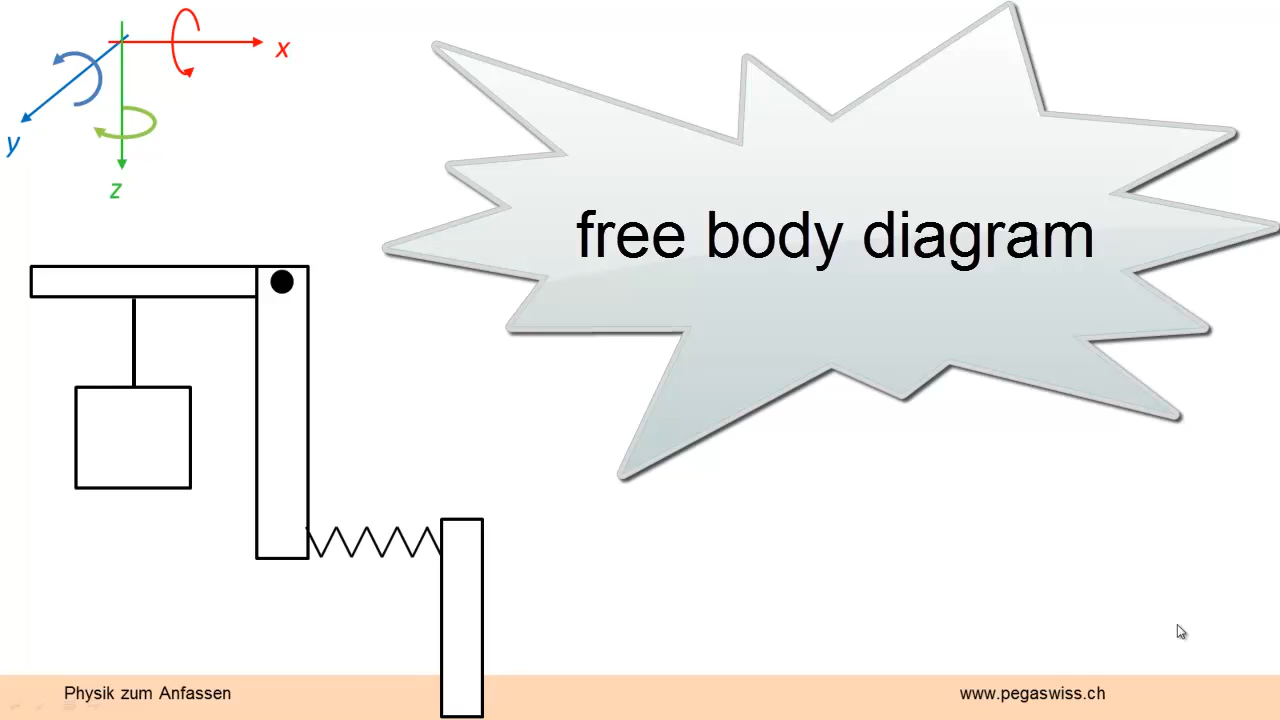 x
y
z
free body diagram
Physik zum Anfassen
www.pegaswiss.ch